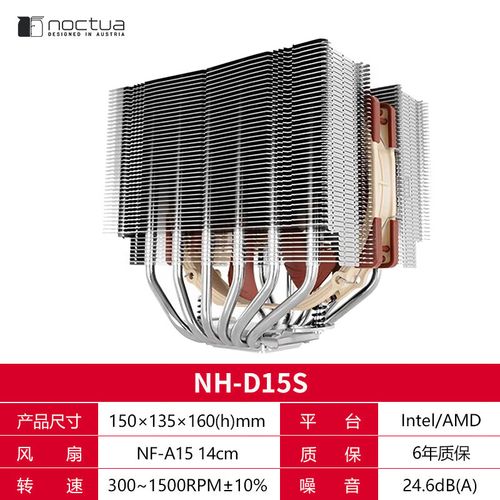 noctua
DESIGNED IN AUSTRIA
NH-D15S
产品尺寸 150×135×160(h)mm 平台 Intel/AMD
风扇 NF-A15 14cm 质保 6年质保
转速 300~1500RPM±10% 噪音 24.6dB(A)